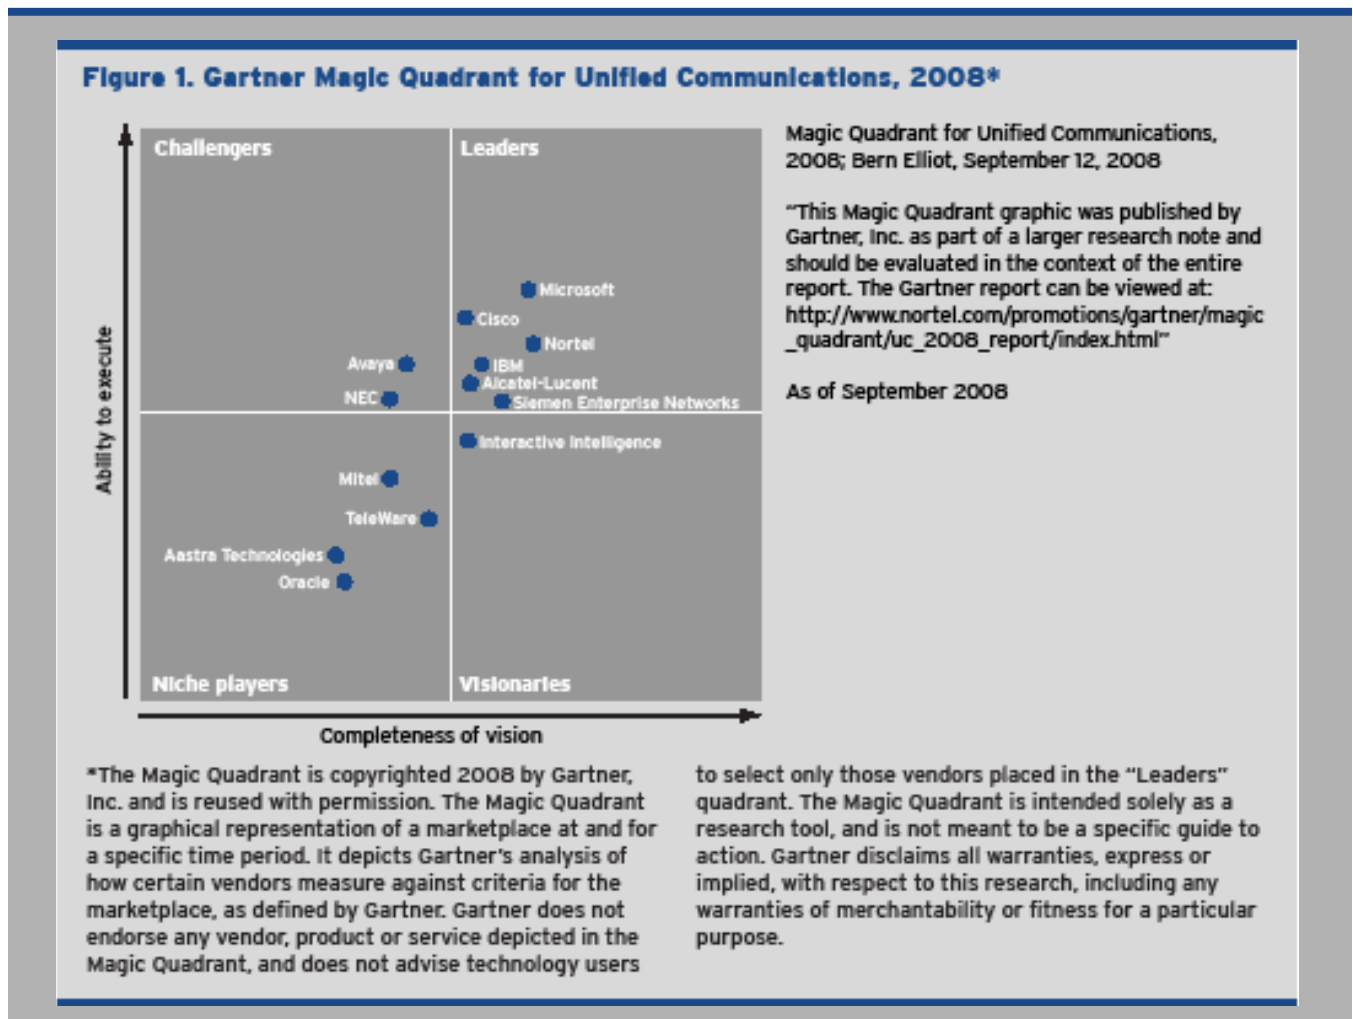 Figure 1. Gartner Magic Quadrant for Unified Communications, 2008*
Challengers
Leaders
Microsoft
Cisco
Nortel
Avaya
IBM
Alcatel-Lucent
NEC
Siemen Enterprise Networks
Interactive Intelligence
Mitel
TeleWare
Aastra Technologies
Oracle
Niche players
Visionaries
Ability to execute
Completeness of vision
Magic Quadrant for Unified Communications,
2008; Bern Elliot, September 12, 2008
“This Magic Quadrant graphic was published by
Gartner, Inc. as part of a larger research note and
should be evaluated in the context of the entire
report. The Gartner report can be viewed at:
http://www.nortel.com/promotions/gartner/magic
_quadrant/uc_2008_report/index.html”
As of September 2008
*The Magic Quadrant is copyrighted 2008 by Gartner,
Inc. and is reused with permission. The Magic Quadrant
is a graphical representation of a marketplace at and for
a specific time period. It depicts Gartner’s analysis of
how certain vendors measure against criteria for the
marketplace, as defined by Gartner. Gartner does not
endorse any vendor, product or service depicted in the
Magic Quadrant, and does not advise technology users
to select only those vendors placed in the “Leaders”
quadrant. The Magic Quadrant is intended solely as a
research tool, and is not meant to be a specific guide to
action. Gartner disclaims all warranties, express or
implied, with respect to this research, including any
warranties of merchantability or fitness for a particular
purpose.